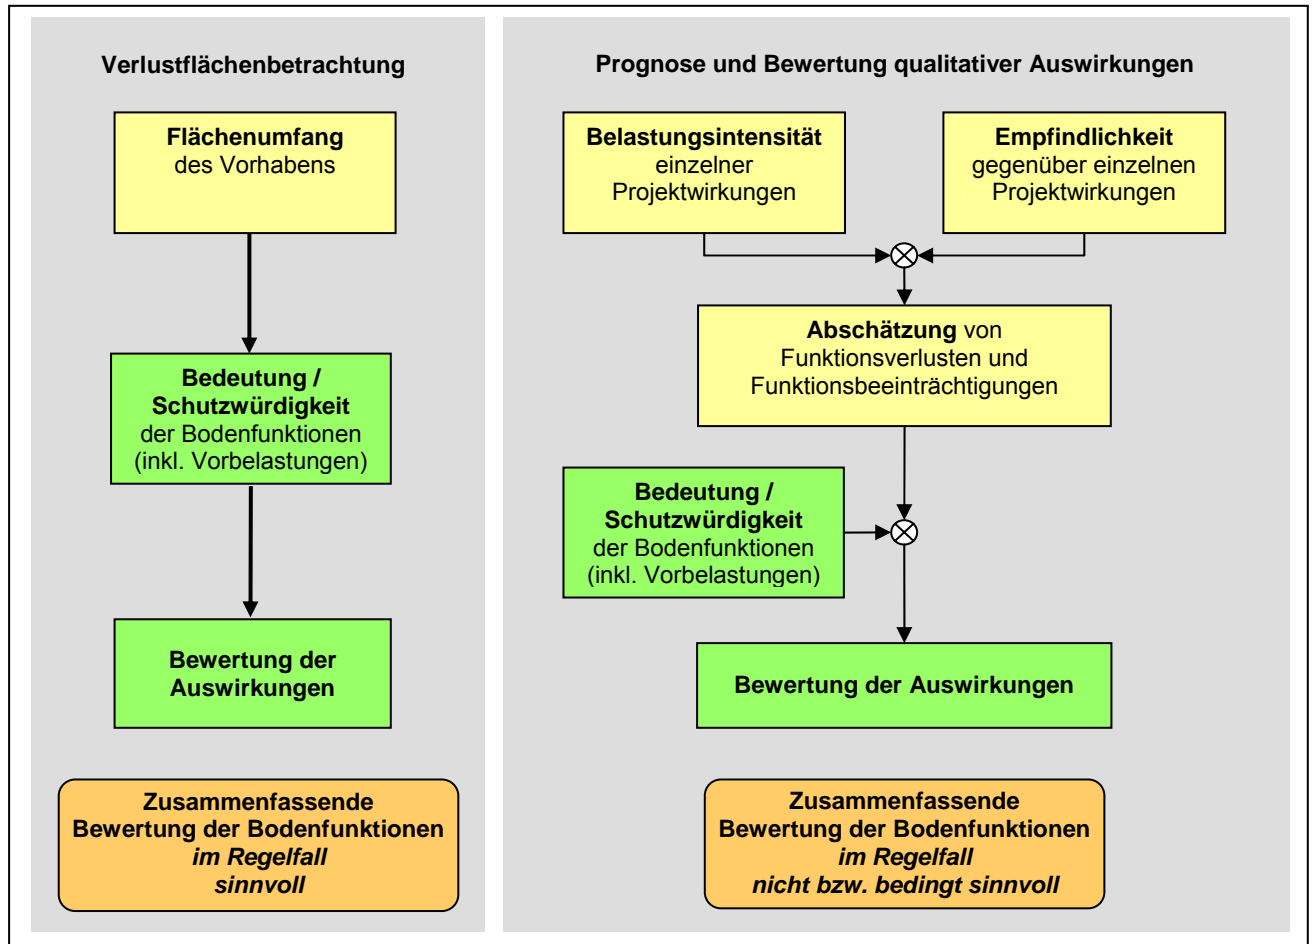 Verlustflächenbetrachtung
Flächenumfang
des Vorhabens
Bedeutung /
Schutzwürdigkeit
der Bodenfunktionen
(inkl. Vorbelastungen)
Bewertung der
Auswirkungen
Zusammenfassende
Bewertung der Bodenfunktionen
im Regelfall
sinnvoll
Prognose und Bewertung qualitativer Auswirkungen
Belastungsintensität
einzelner
Projektwirkungen
Empfindlichkeit
gegenüber einzelnen
Projektwirkungen
Abschätzung von
Funktionsverlusten und
Funktionsbeeinträchtigungen
Bedeutung /
Schutzwürdigkeit
der Bodenfunktionen
(inkl. Vorbelastungen)
Bewertung der Auswirkungen
Zusammenfassende
Bewertung der Bodenfunktionen
im Regelfall
nicht bzw. bedingt sinnvoll